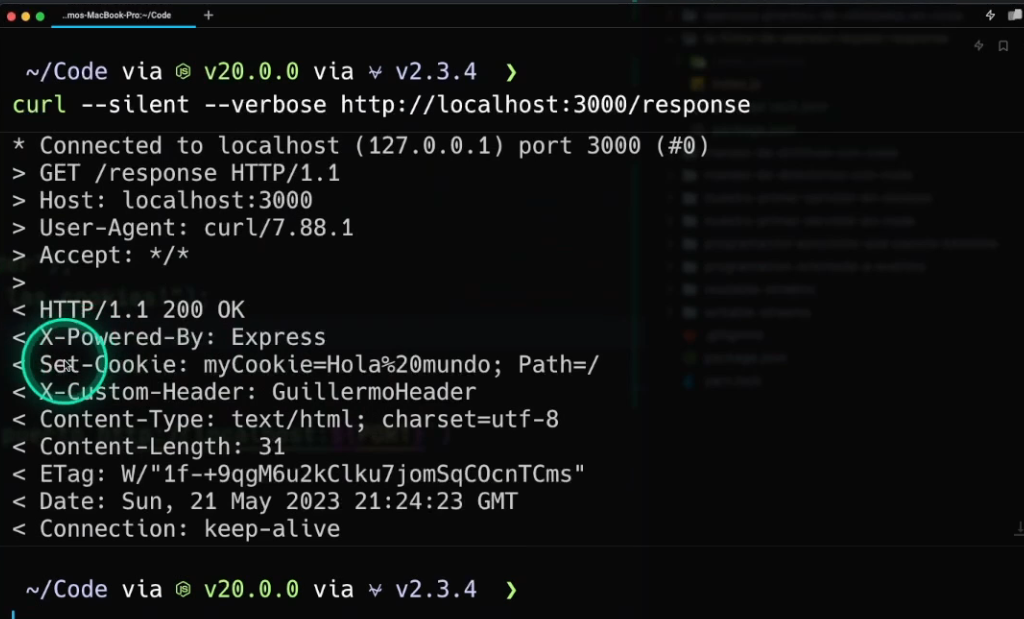 ..mos-MacBook-Pro:~/Code +
~/Code via v20.0.0 via v2.3.4 ❯
curl --silent --verbose http://localhost:3000/response
* Connected to localhost (127.0.0.1) port 3000 (#0)
> GET /response HTTP/1.1
> Host: localhost:3000
> User-Agent: curl/7.88.1
> Accept: */*
>
< HTTP/1.1 200 OK
< X-Powered-By: Express
< Set-Cookie: myCookie=Hola%20mundo; Path=/
< X-Custom-Header: GuillermoHeader
< Content-Type: text/html; charset=utf-8
< Content-Length: 31
< ETag: W/"1f-+9qgM6u2kClku7jomSqCOcnTCms"
< Date: Sun, 21 May 2023 21:24:23 GMT
< Connection: keep-alive
~/Code via v20.0.0 via v2.3.4 ❯